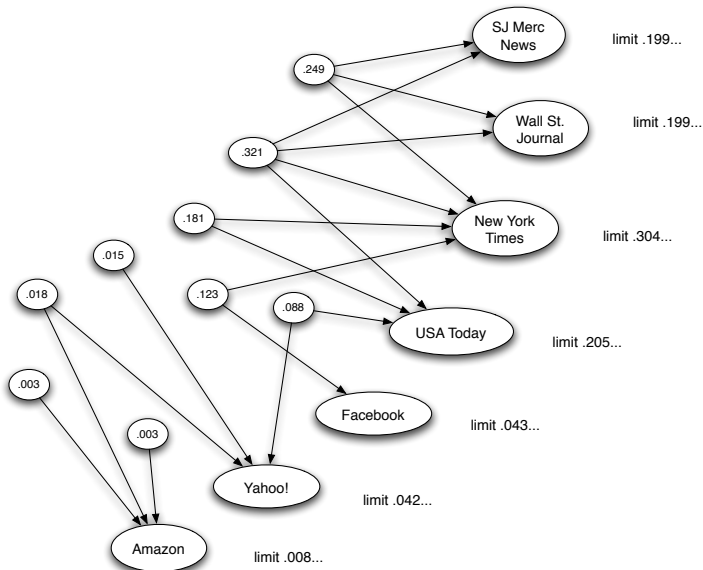 SJ Merc
News
limit .199...
.249
Wall St.
Journal
limit .199...
.321
.181
New York
Times
limit .304...
.015
.018
.123
.088
USA Today
limit .205...
.003
Facebook
limit .043...
.003
Yahoo!
limit .042...
Amazon
limit .008...